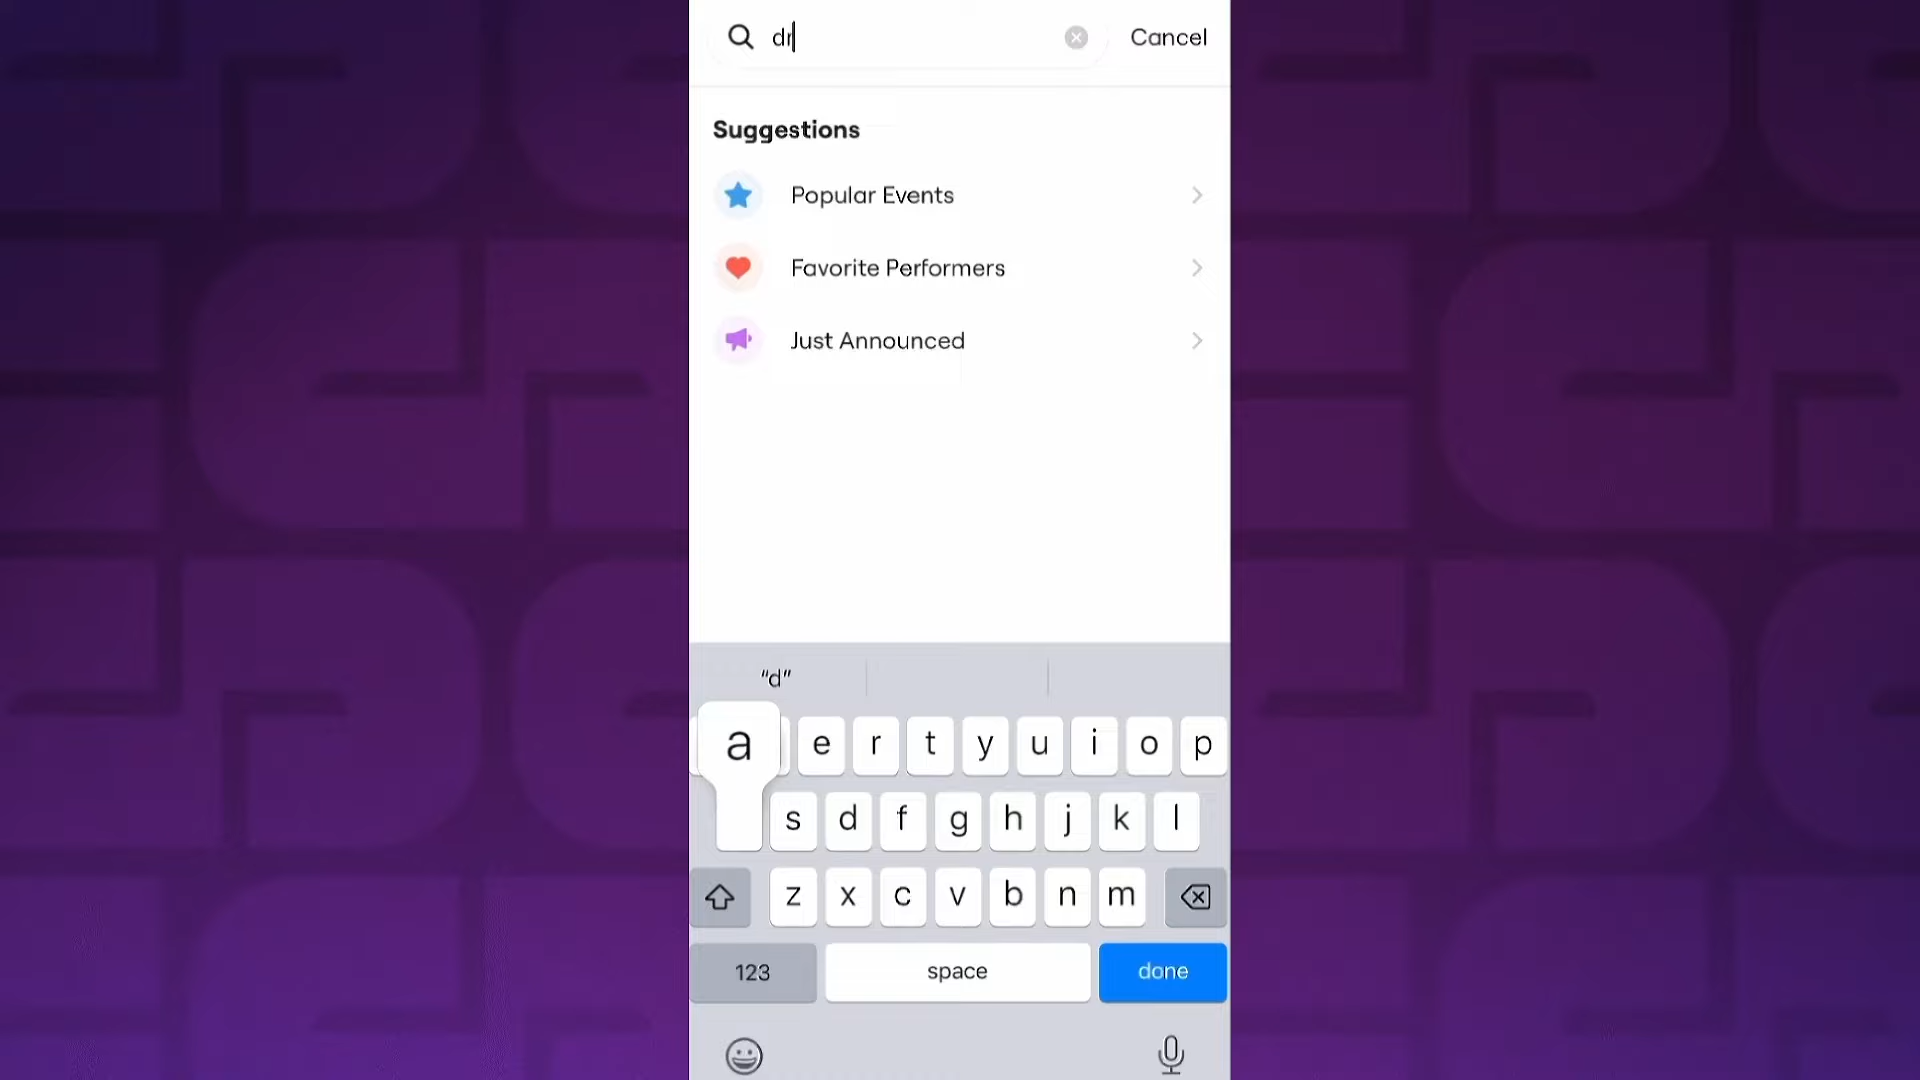 dr Cancel
Suggestions
Popular Events
Favorite Performers
Just Announced
"d"
a e r t y u i o p
s d f g h j k l
z x c v b n m
123 space done